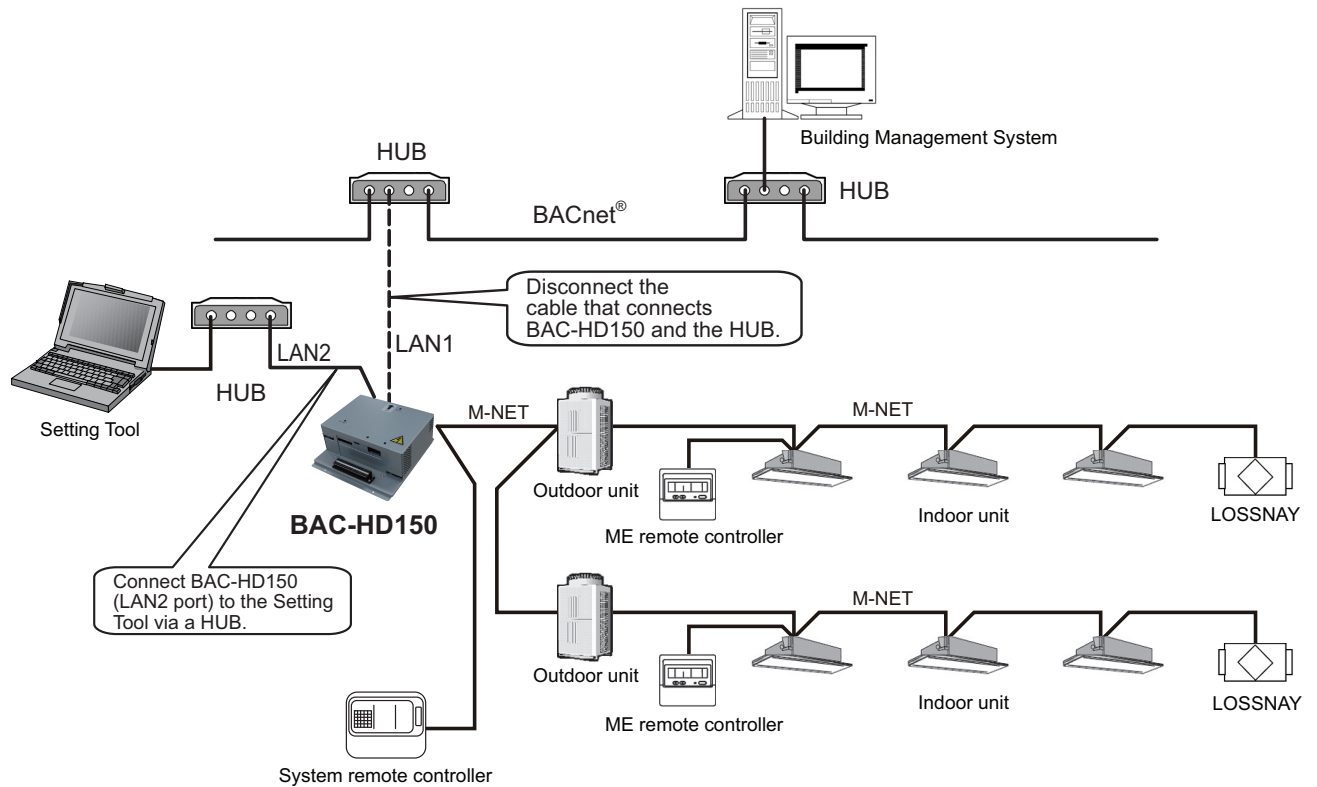 Building Management System
HUB
HUB
BACnet®
Disconnect the
cable that connects
BAC-HD150 and the HUB.
LAN1
LAN2
HUB
Setting Tool
M-NET
M-NET
Outdoor unit
ME remote controller
Indoor unit
LOSSNAY
BAC-HD150
Connect BAC-HD150
(LAN2 port) to the Setting
Tool via a HUB.
M-NET
Outdoor unit
ME remote controller
Indoor unit
LOSSNAY
System remote controller